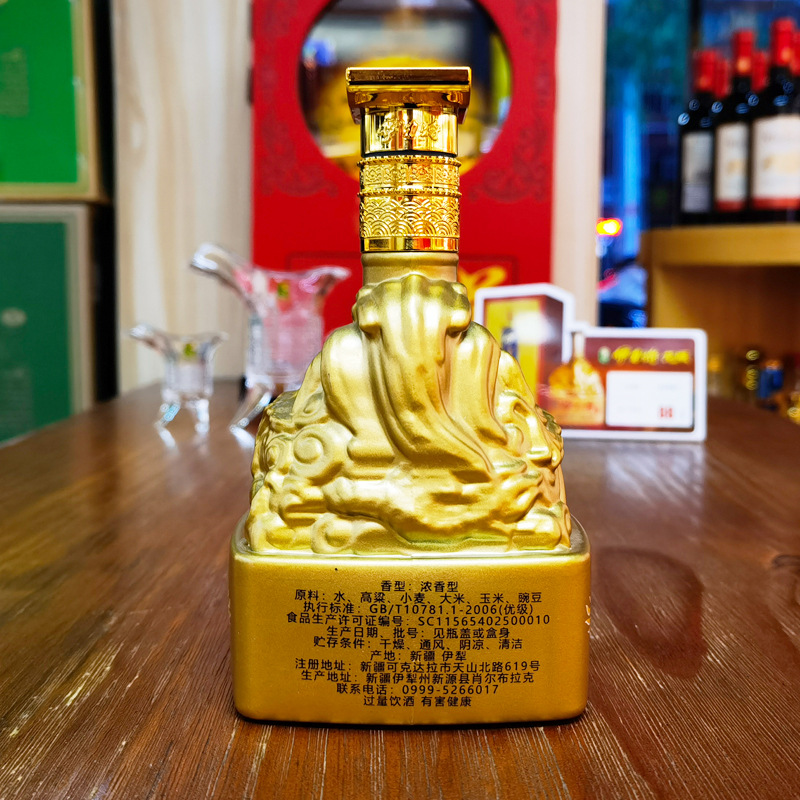 香型：浓香型
原料：水、高粱、小麦、大米、玉米、豌豆
执行标准：GB/T10781.1-2006(优级)
食品生产许可证编号：SC11565402500010
生产日期、批号：见瓶盖或盒身
贮存条件：干燥、通风、阴凉、清洁
产地：新疆 伊犁
注册地址：新疆可克达拉市天山北路619号
生产地址：新疆伊犁州新源县肖尔布拉克
联系电话：0999-5266017
过量饮酒 有害健康